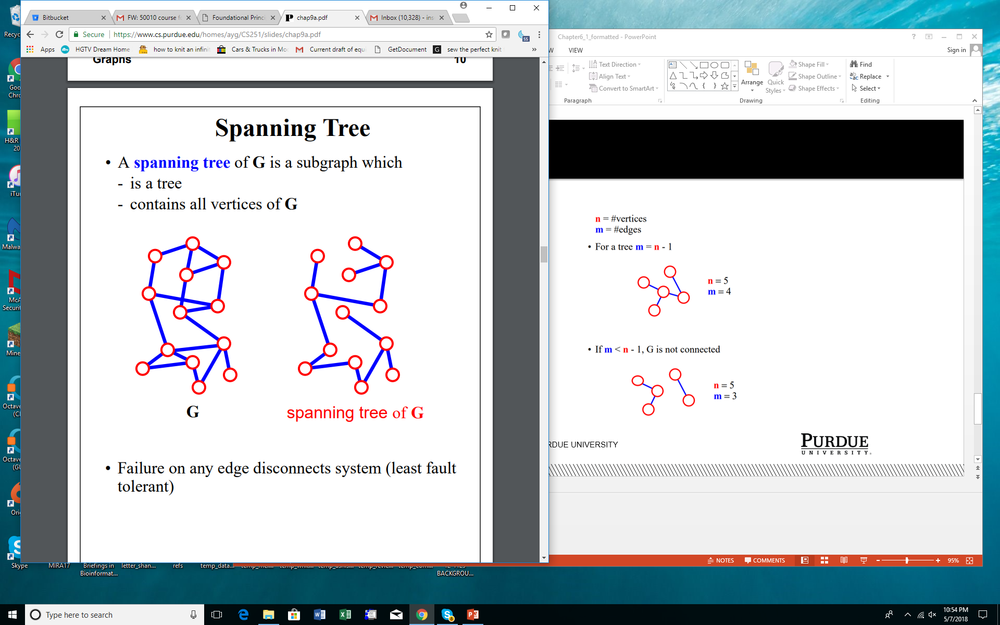 Bitbucket
FW: 50010 course f
Foundational Princi
chap9a.pdf
Inbox (10,328) - ins
Secure
https://www.cs.purdue.edu/homes/ayg/CS251/slides/chap9a.pdf
55
Apps
HGTV Dream Home
how to knit an infinit
Cars & Trucks in Moo
Current draft of equ
GetDocument
sew the perfect knit
»
Graphs
10
Spanning Tree
• A spanning tree of G is a subgraph which
- is a tree
- contains all vertices of G
G
spanning tree of G
• Failure on any edge disconnects system (least fault
tolerant)
Chapter6_1_formatted - PowerPoint
?
W
VIEW
Sign in
Text Direction
Align Text
Convert to SmartArt
Paragraph
Arrange
Quick
Styles
Shape Fill
Shape Outline
Shape Effects
Drawing
Find
Replace
Select
Editing
n = #vertices
m = #edges
• For a tree m = n - 1
n = 5
m = 4
• If m < n - 1, G is not connected
n = 5
m = 3
RDUE UNIVERSITY
PURDUE
UNIVERSITY
NOTES
COMMENTS
95%
Recyc
Goo
Chro
H&R
20
iTu
Malwa
McA
Securit
Mine
Octave
(Cl
Octave
(GU
Orig
Skype
MIRA17
Briefings in
Bioinformat...
letter_shan...
refs
temp_data...
BACKGROU...
Type here to search
10:54 PM
5/7/2018